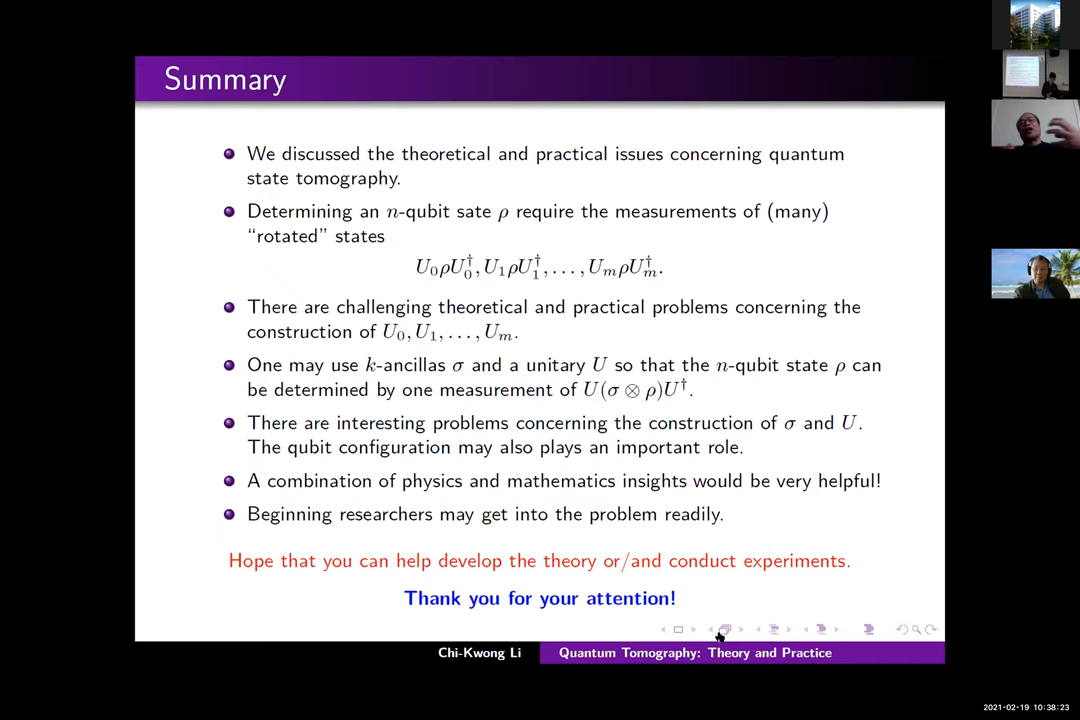 Summary
We discussed the theoretical and practical issues concerning quantum
state tomography.
Determining an n-qubit sate ρ require the measurements of (many)
“rotated” states
U₀ρU₀†, U₁ρU₁†, . . . , UₘρUₘ†.
There are challenging theoretical and practical problems concerning the
construction of U₀, U₁, . . . , Uₘ.
One may use k-ancillas σ and a unitary U so that the n-qubit state ρ can
be determined by one measurement of U(σ ⊗ ρ)U†.
There are interesting problems concerning the construction of σ and U.
The qubit configuration may also plays an important role.
A combination of physics and mathematics insights would be very helpful!
Beginning researchers may get into the problem readily.
Hope that you can help develop the theory or/and conduct experiments.
Thank you for your attention!
Chi-Kwong Li Quantum Tomography: Theory and Practice
2021-02-19 10:38:23